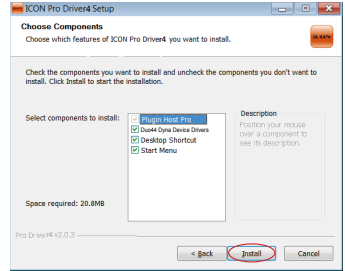 ICON Pro Driver4 Setup
Choose Components
Choose which features of ICON Pro Driver4 you want to install.
ICON
Check the components you want to install and uncheck the components you don't want to
install. Click Install to start the installation.
Select components to install:
Plugin Host Pro
Duo44 Dyna Device Drivers
Desktop Shortcut
Start Menu
Description
Position your mouse
over a component to
see its description.
Space required: 20.8MB
Pro Driver4 v2.0.3
< Back
Install
Cancel